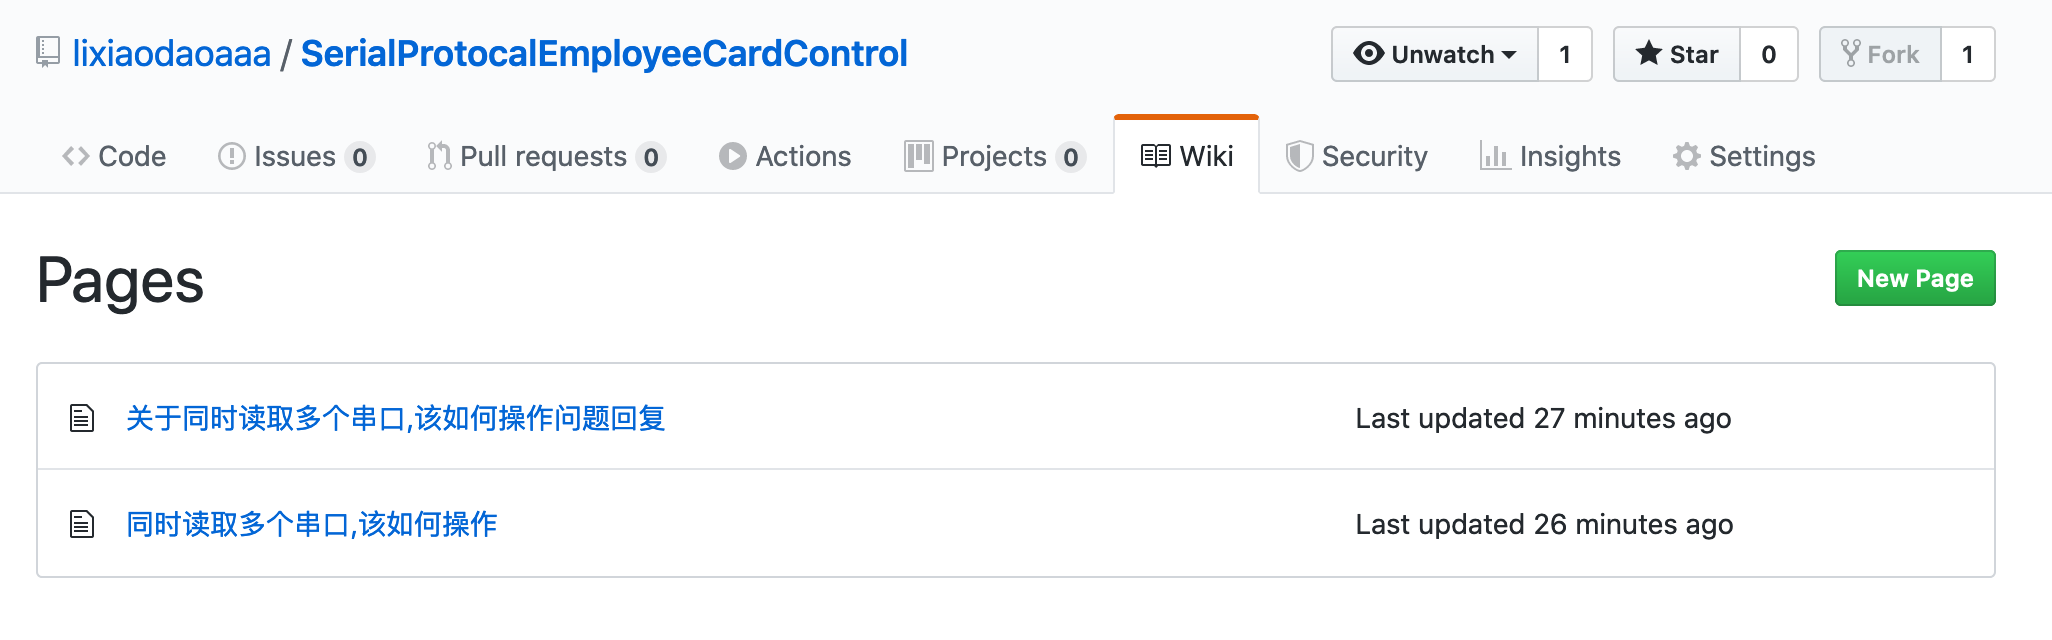 lixiaodaoaaa / SerialProtocalEmployeeCardControl Unwatch 1 Star 0 Fork 1
Code Issues 0 Pull requests 0 Actions Projects 0 Wiki Security Insights Settings
Pages New Page
关于同时读取多个串口,该如何操作问题回复 Last updated 27 minutes ago
同时读取多个串口,该如何操作 Last updated 26 minutes ago